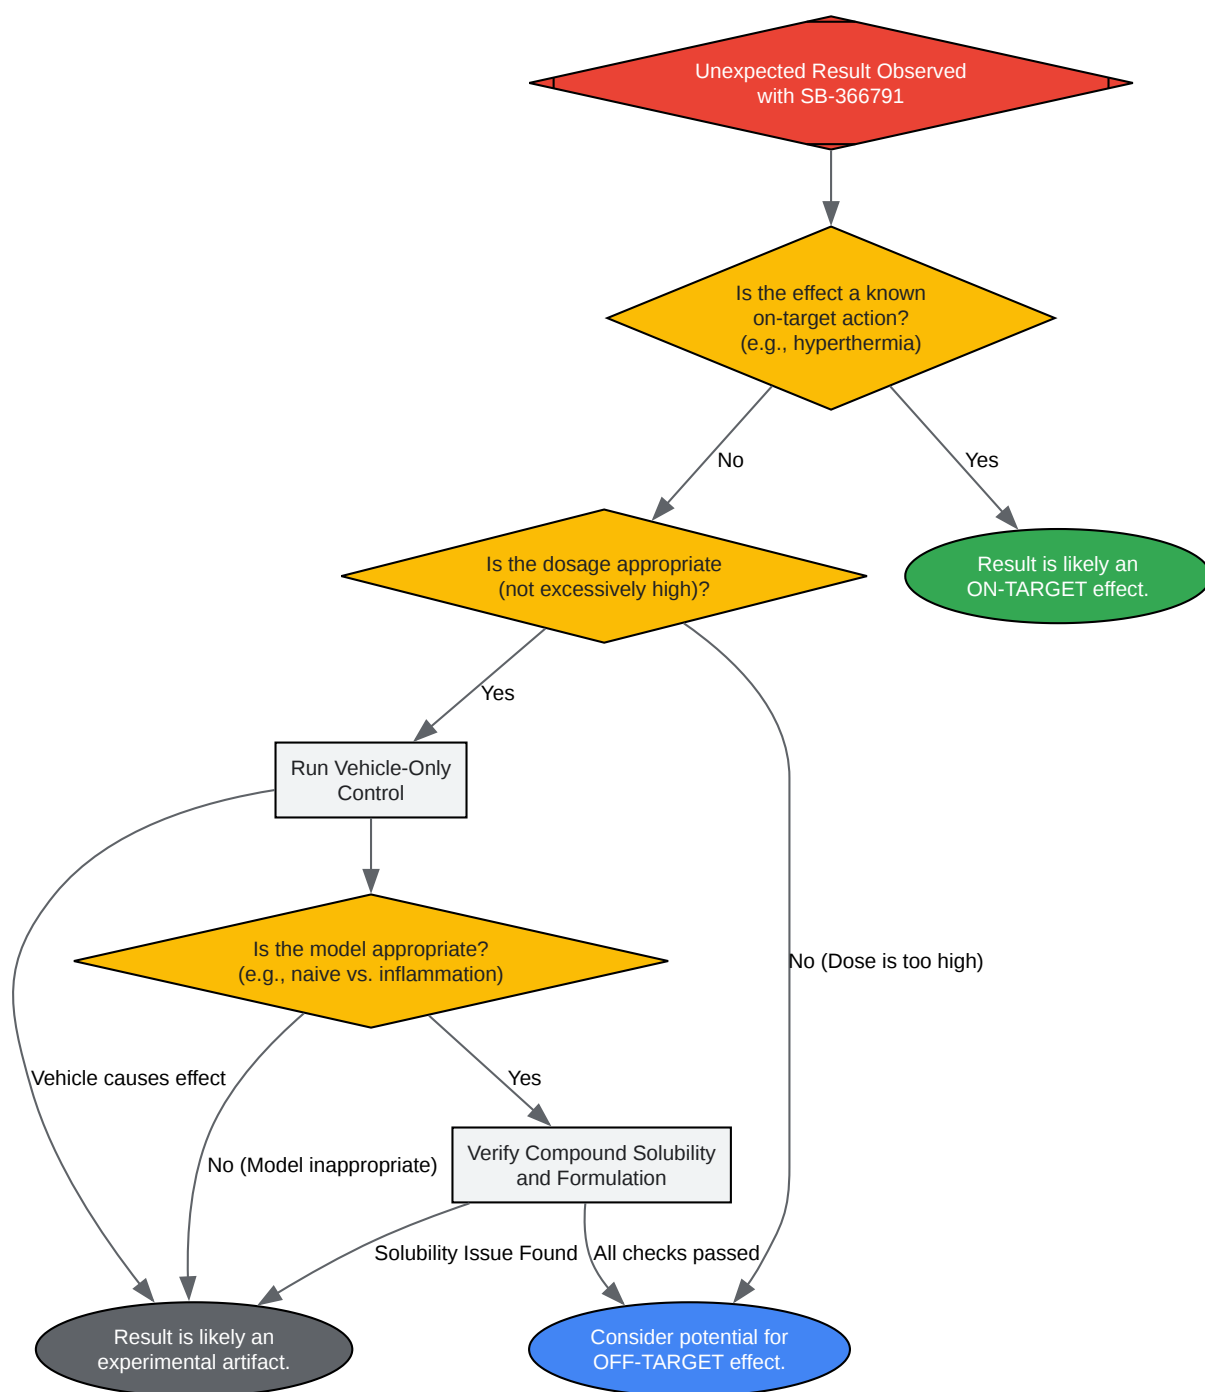 Unexpected Result Observed
with SB-366791
Is the effect a known
on-target action?
(e.g., hyperthermia)
No
Yes
Is the dosage appropriate
(not excessively high)?
Result is likely an
ON-TARGET effect.
Yes
Run Vehicle-Only
Control
Is the model appropriate?
(e.g., naive vs. inflammation)
No (Dose is too high)
Vehicle causes effect
Yes
No (Model inappropriate)
Verify Compound Solubility
and Formulation
Solubility Issue Found
All checks passed
Result is likely an
experimental artifact.
Consider potential for
OFF-TARGET effect.